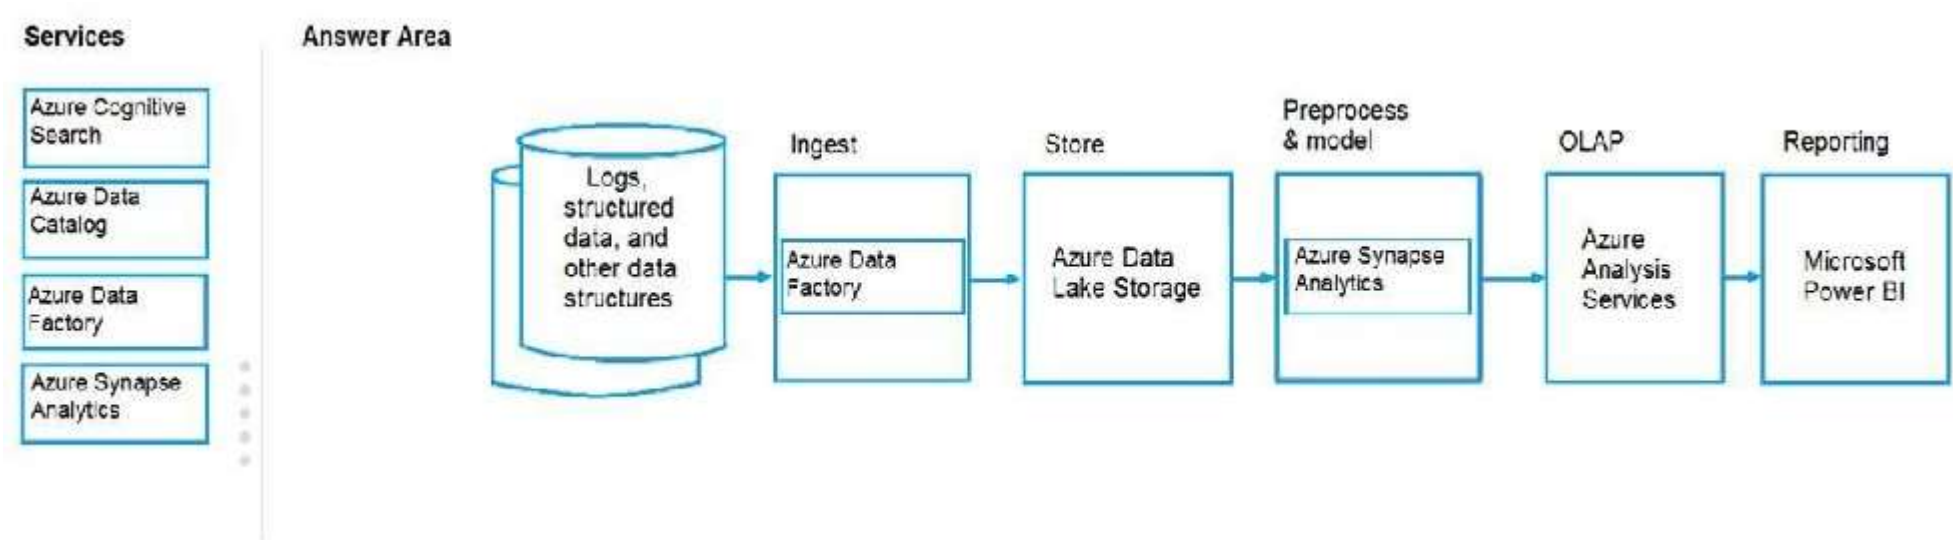 Services
Answer Area
Azure Cognitive
Search
Azure Data
Catalog
Azure Data
Factory
Azure Synapse
Analytics
Logs,
structured
data, and
other data
structures
Ingest
Azure Data
Factory
Store
Azure Data
Lake Storage
Preprocess
& model
Azure Synapse
Analytics
OLAP
Azure
Analysis
Services
Reporting
Microsoft
Power BI